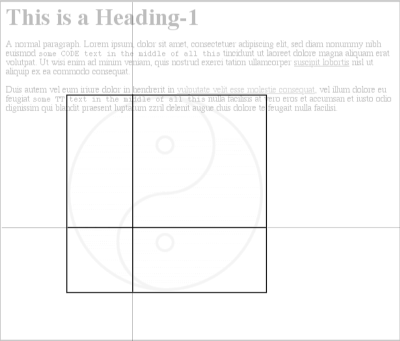 This is a Heading-1
A normal paragraph. Lorem ipsum, dolor sit amet, consectetuer adipiscing elit, sed diam nonummy nibh
euismod some CODE text in the middle of all this tincidunt ut laoreet dolore magna aliquam erat
volutpat. Ut wisi enim ad minim veniam, quis nostrud exerci tation ullamcorper suscipit lobortis nisl ut
aliquip ex ea commodo consequat
Duis autem vel eum iriure dolor in hendrerit in vulputate velit esse molestie consequat, vel illum dolore eu
feugiat some TT text in the middle of all this nulla facilisis at vero eros et accumsan et iusto odio
dignissim qui blandit praesent luptatum zzril delenit augue duis dolore te feugait nulla facilisi